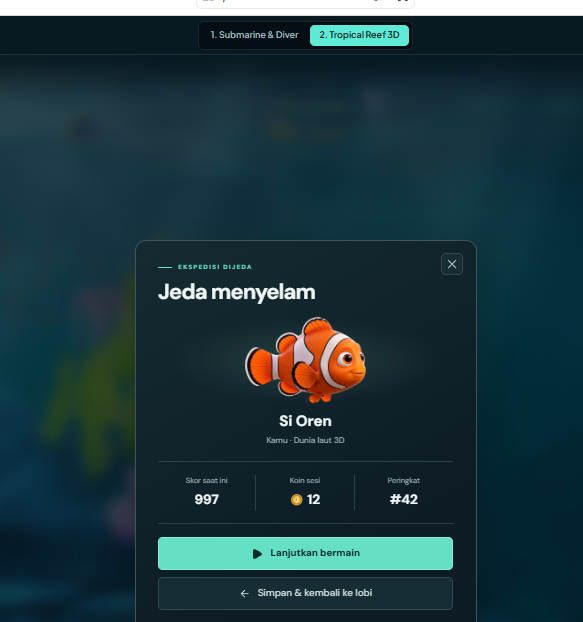 1. Submarine & Diver
2. Tropical Reef 3D
EKSPEDISI DIJEDA
Jeda menyelam
Si Oren
Kamu · Dunia laut 3D
Skor saat ini
Koin sesi
Peringkat
997
12
#42
Lanjutkan bermain
Simpan & kembali ke lobi